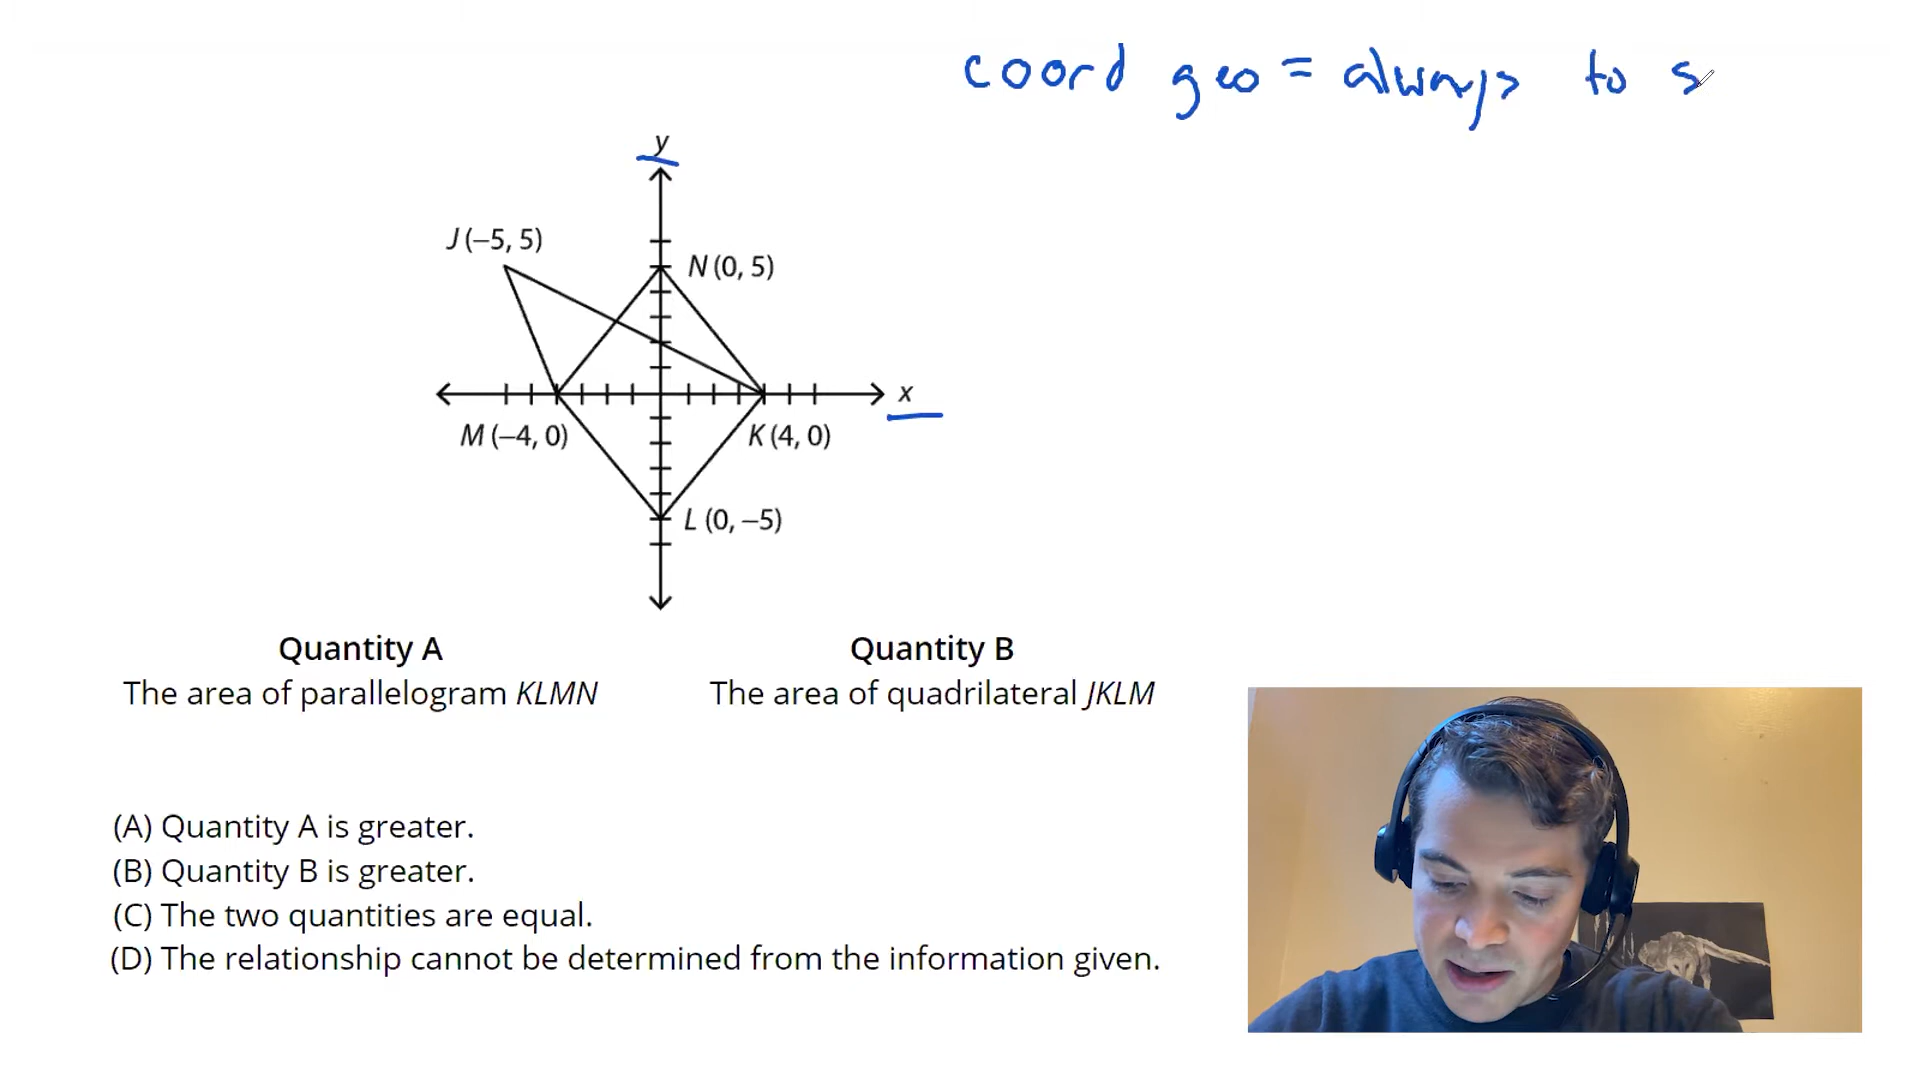 coord geo = always to s
y
J (−5, 5)
N (0, 5)
x
M (−4, 0)
K (4, 0)
L (0, −5)
Quantity A
The area of parallelogram KLMN
Quantity B
The area of quadrilateral JKLM
(A) Quantity A is greater.
(B) Quantity B is greater.
(C) The two quantities are equal.
(D) The relationship cannot be determined from the information given.